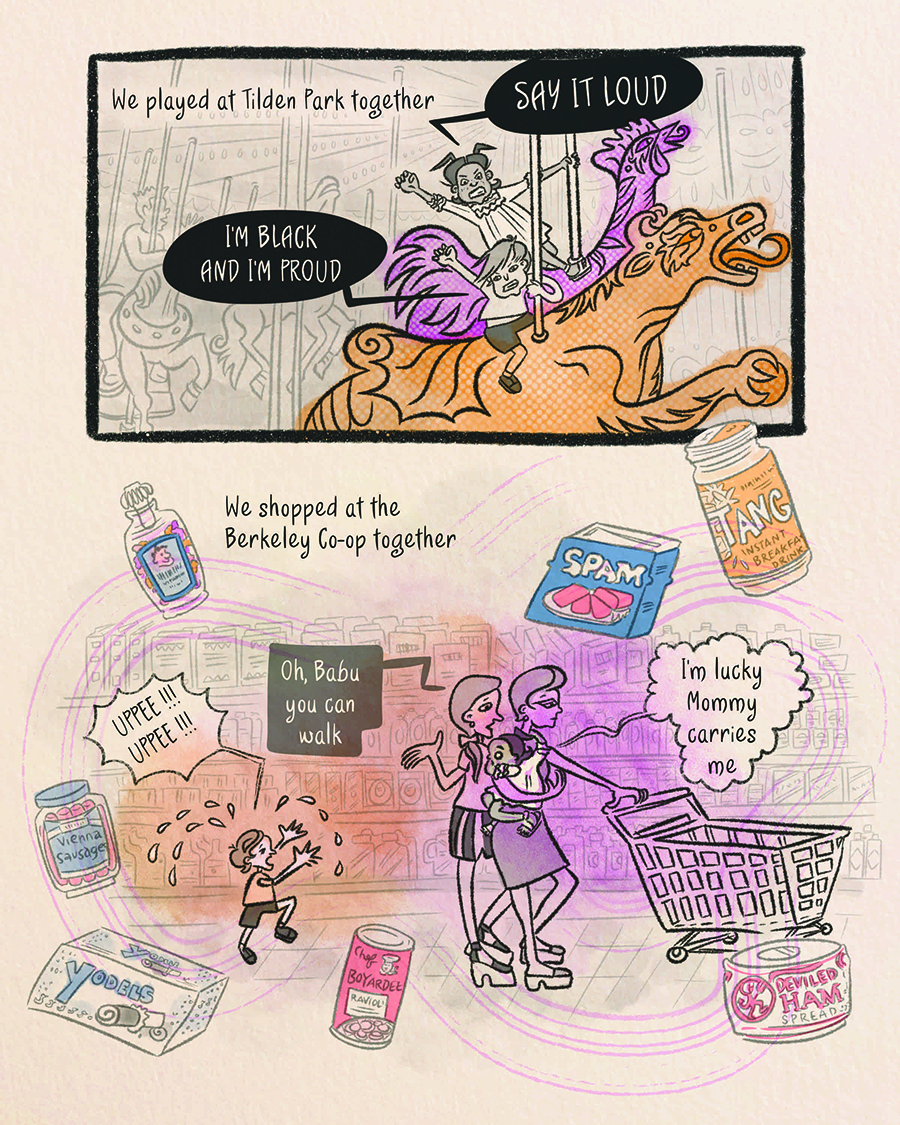 We played at Tilden Park together
SAY IT LOUD
I'M BLACK
AND I'M PROUD
We shopped at the
Berkeley Co-op together
TANG
INSTANT
BREAKFAST
DRINK
SPAM
Oh, Babu
you can
walk
UPPEE !!!
UPPEE !!!
I'm lucky
Mommy
carries
me
Vienna
Sausage
YODELS
Chef
BOYARDEE
RAVIOLI
DEVILED
HAM
SPREAD